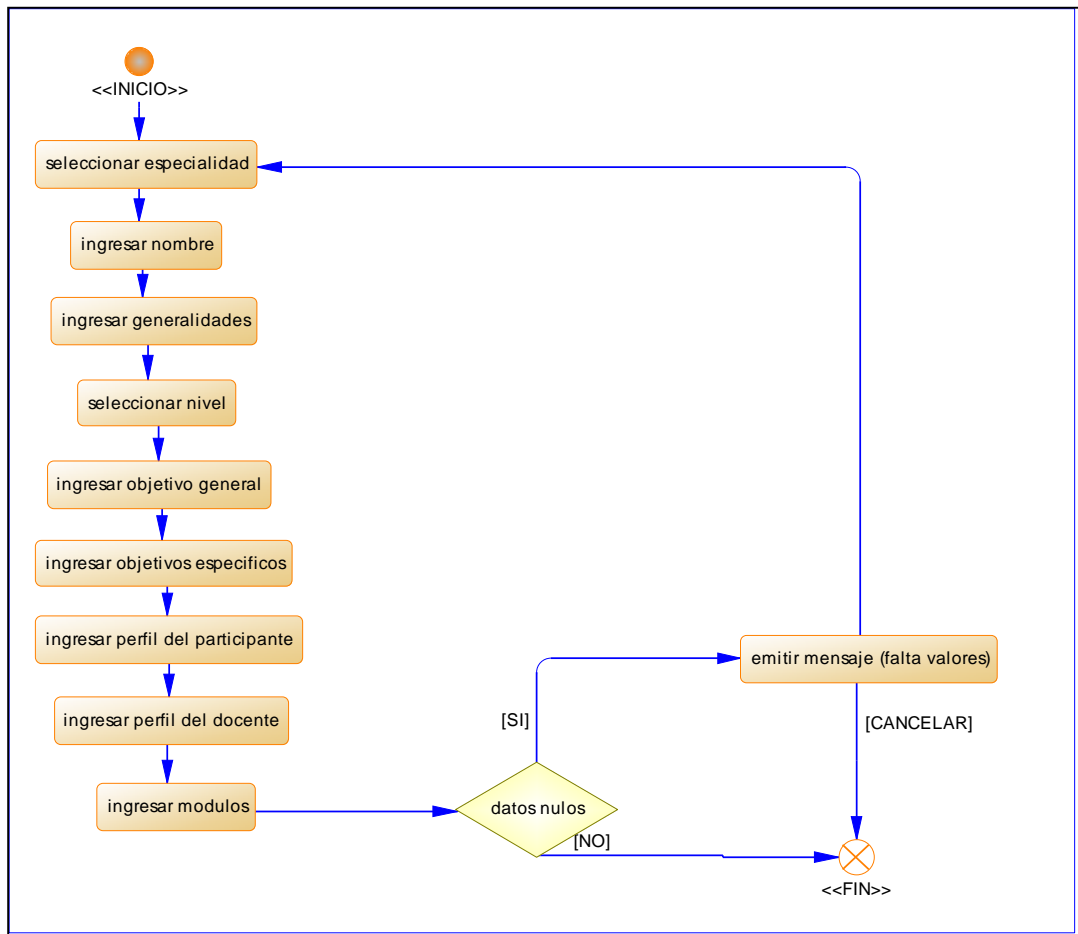 <<INICIO>>
seleccionar especialidad
ingresar nombre
ingresar generalidades
seleccionar nivel
ingresar objetivo general
ingresar objetivos especificos
ingresar perfil del participante
ingresar perfil del docente
ingresar modulos
datos nulos
[SI]
[NO]
emitir mensaje (falta valores)
[CANCELAR]
<<FIN>>